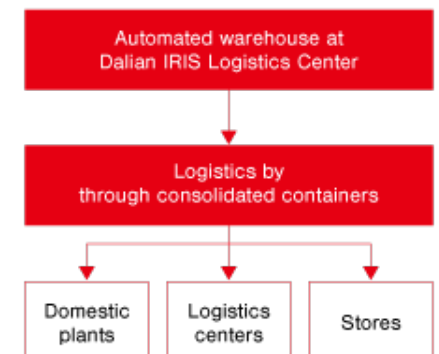 Automated warehouse at
Dalian IRIS Logistics Center
Logistics by
through consolidated containers
Domestic
plants
Logistics
centers
Stores